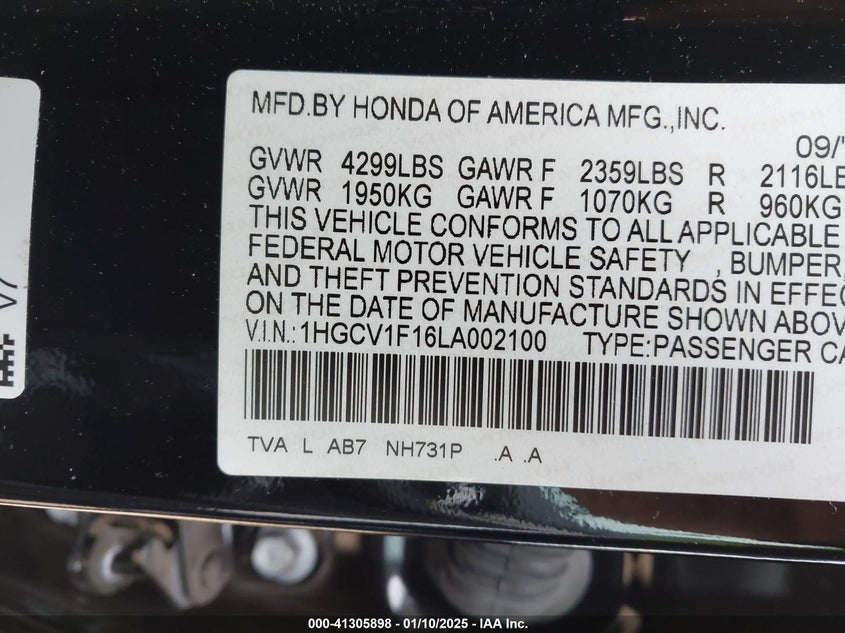 MFD.BY HONDA OF AMERICA MFG.,INC.
09/
GVWR 4299LBS GAWR F 2359LBS R 2116LB
GVWR 1950KG GAWR F 1070KG R 960KG
THIS VEHICLE CONFORMS TO ALL APPLICABLE
FEDERAL MOTOR VEHICLE SAFETY , BUMPER,
AND THEFT PREVENTION STANDARDS IN EFFEC
ON THE DATE OF MANUFACTURE SHOWN ABOV
V.I.N.:1HGCV1F16LA002100 TYPE:PASSENGER CA
TVA L AB7 NH731P .A .A
V7
000-41305898 — 01/10/2025 — IAA Inc.